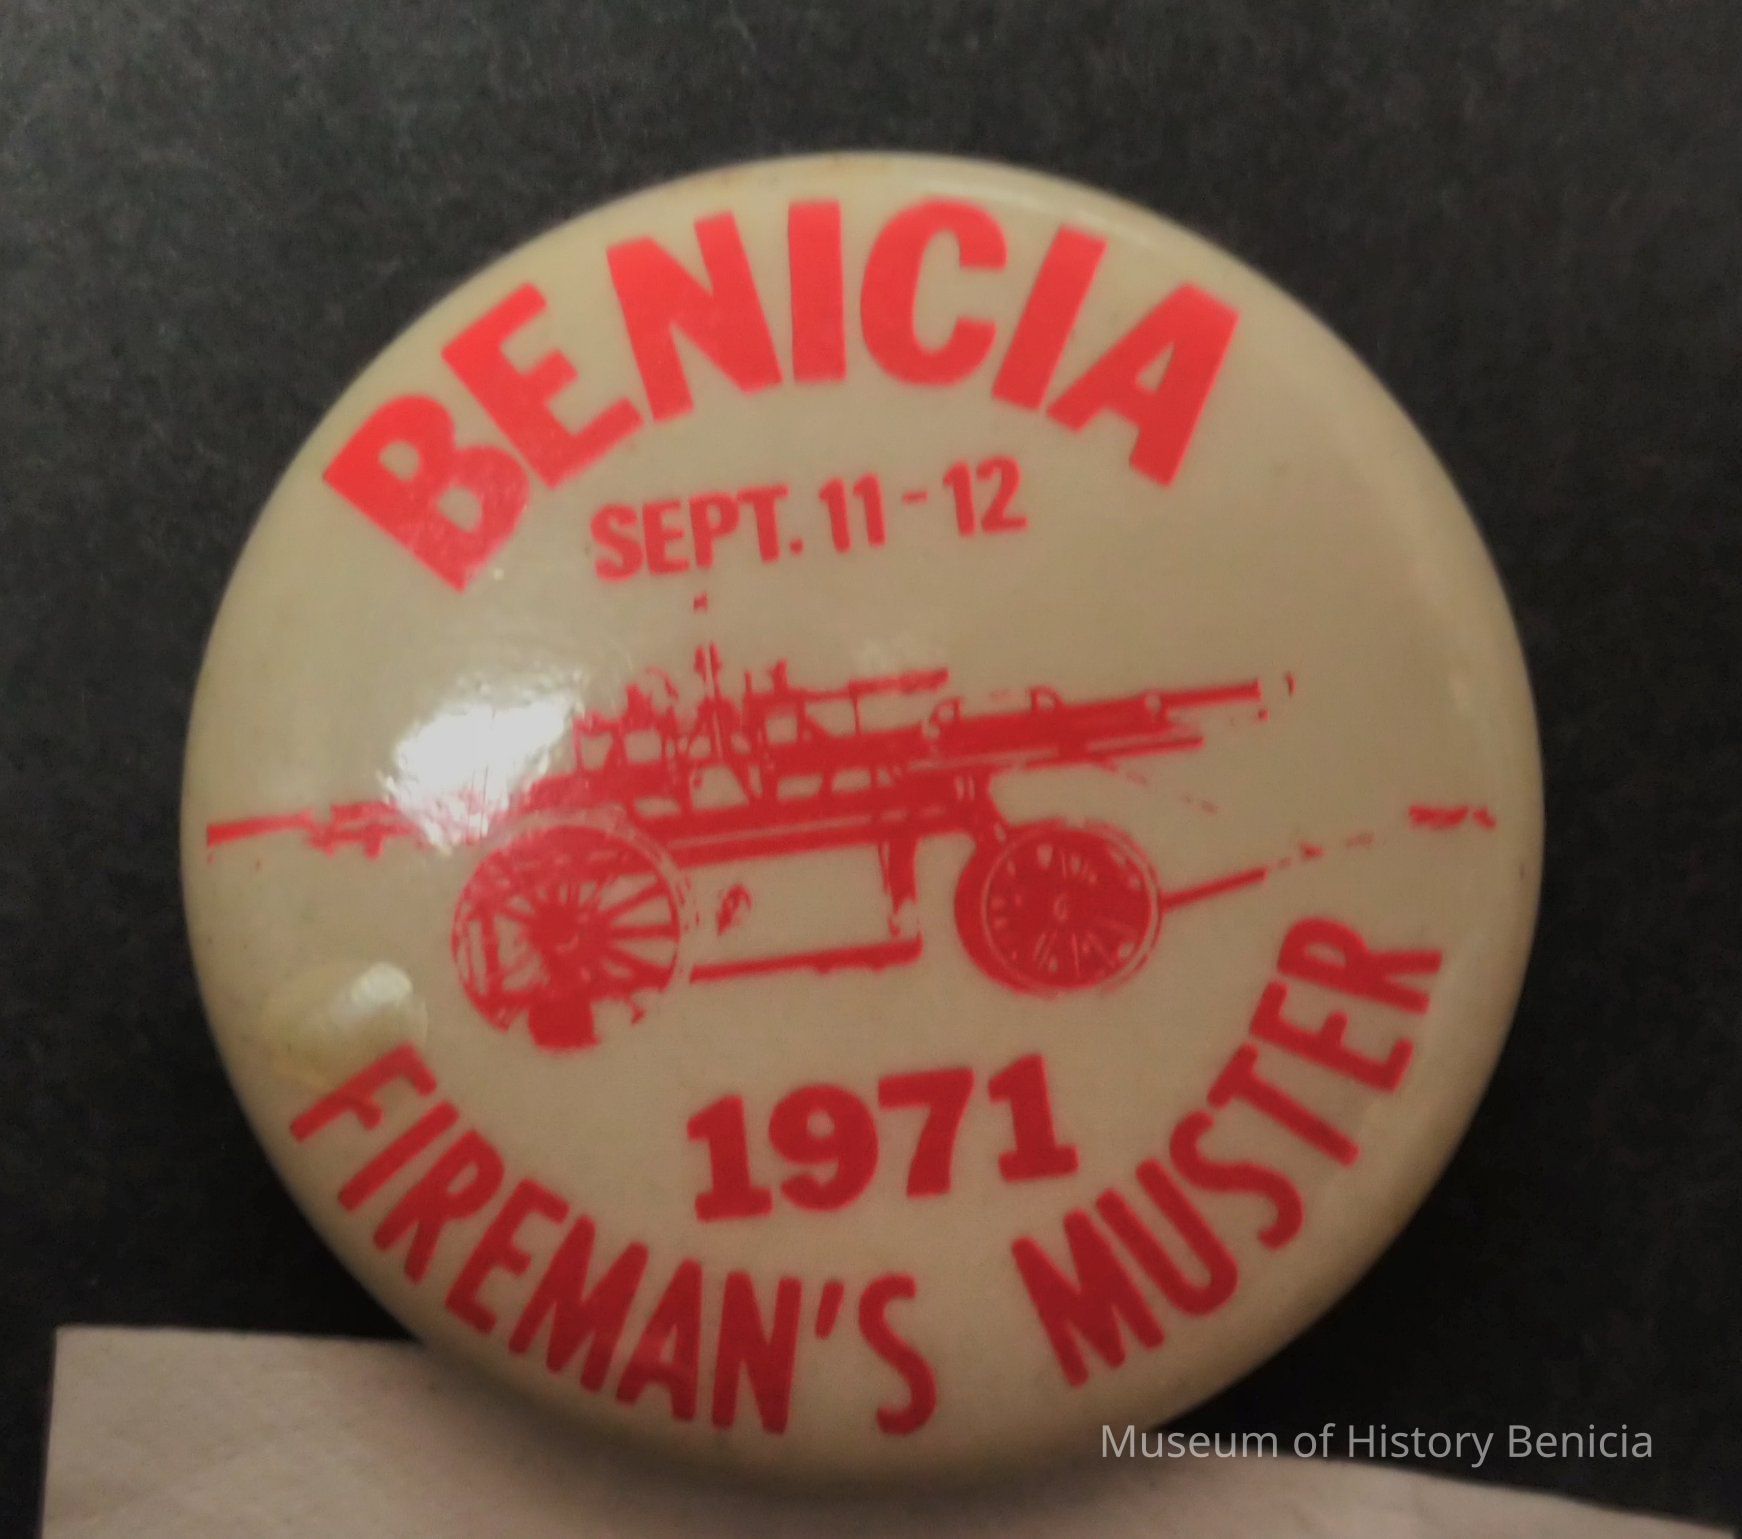 BENICIA
SEPT. 11-12
1971
FIREMAN'S MUSTER
Museum of History Benicia